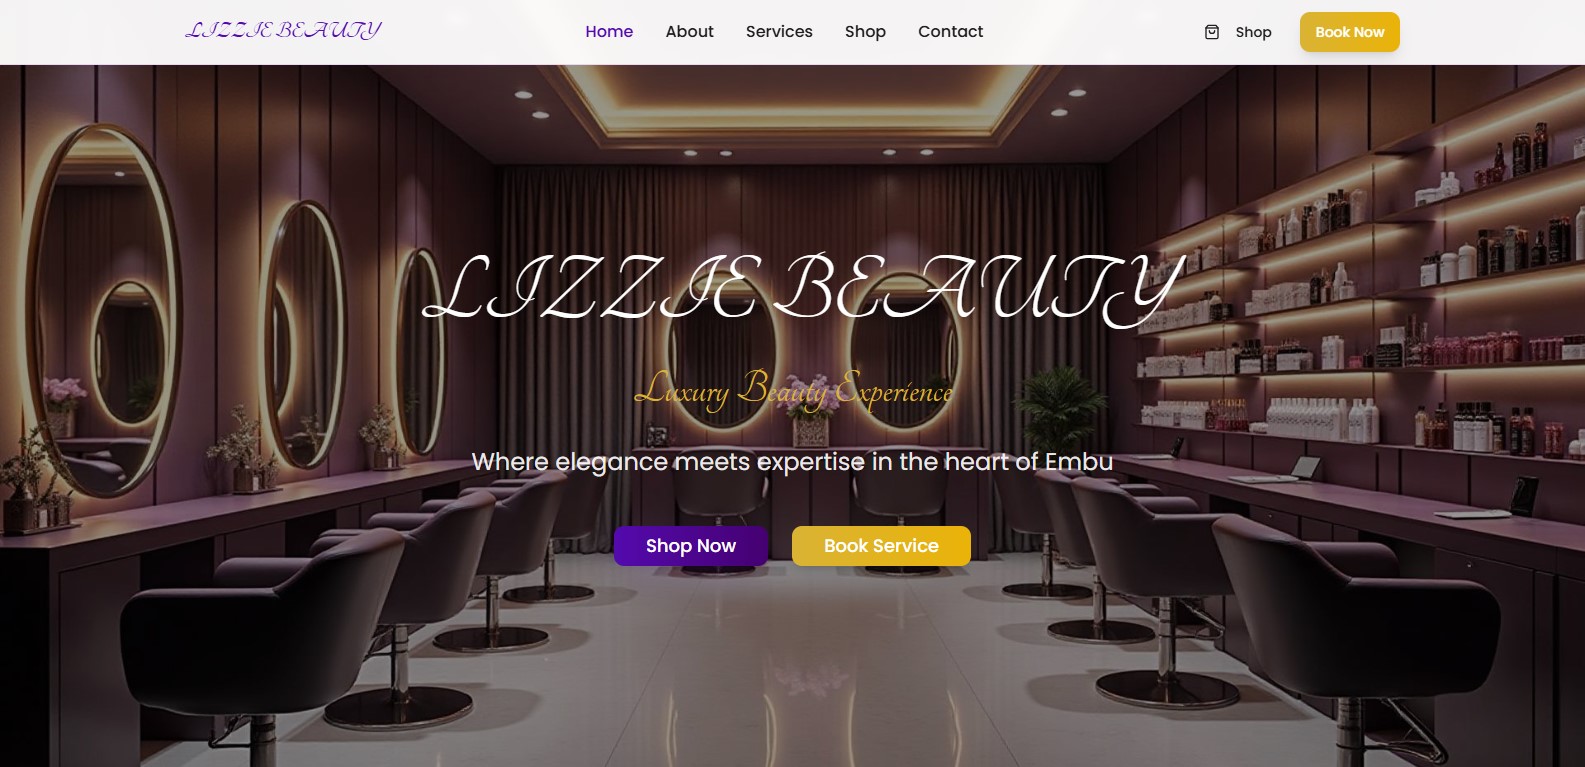 LIZZIE BEAUTY
Home About Services Shop Contact
Shop
Book Now
LIZZIE BEAUTY
Luxury Beauty Experience
Where elegance meets expertise in the heart of Embu
Shop Now
Book Service